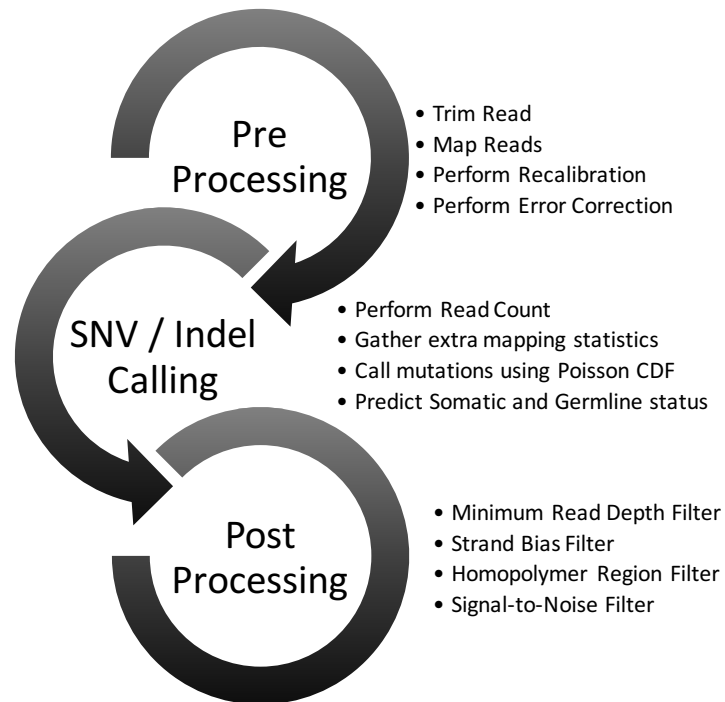 Pre
Processing
• Trim Read
• Map Reads
• Perform Recalibration
• Perform Error Correction
SNV / Indel
Calling
• Perform Read Count
• Gather extra mapping statistics
• Call mutations using Poisson CDF
• Predict Somatic and Germline status
Post
Processing
• Minimum Read Depth Filter
• Strand Bias Filter
• Homopolymer Region Filter
• Signal-to-Noise Filter